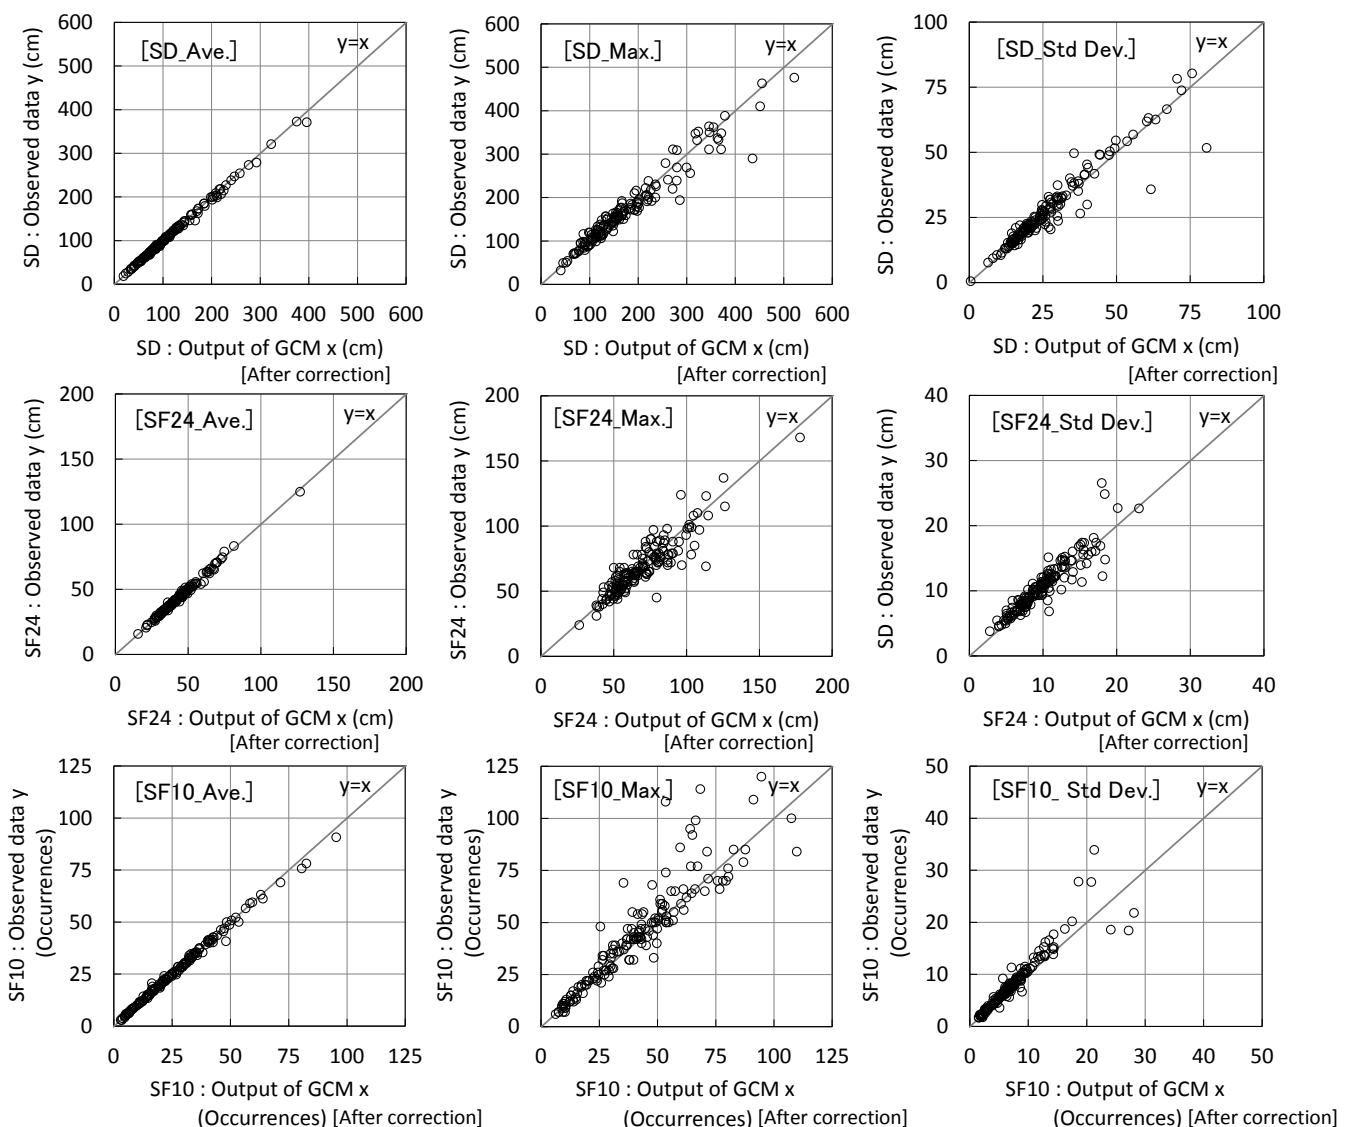 SD : Observed data y (cm)
600
500
400
300
200
100
0
[SD_Ave.]
y=x
0 100 200 300 400 500 600
SD : Output of GCM x (cm)
[After correction]
SD : Observed data y (cm)
600
500
400
300
200
100
0
[SD_Max.]
y=x
0 100 200 300 400 500 600
SD : Output of GCM x (cm)
[After correction]
SD : Observed data y (cm)
100
75
50
25
0
[SD_Std Dev.]
y=x
0 25 50 75 100
SD : Output of GCM x (cm)
[After correction]
SF24 : Observed data y (cm)
200
150
100
50
0
[SF24_Ave.]
y=x
0 50 100 150 200
SF24 : Output of GCM x (cm)
[After correction]
SF24 : Observed data y (cm)
200
150
100
50
0
[SF24_Max.]
y=x
0 50 100 150 200
SF24 : Output of GCM x (cm)
[After correction]
SD : Observed data y (cm)
40
30
20
10
0
[SF24_Std Dev.]
y=x
0 10 20 30 40
SF24 : Output of GCM x (cm)
[After correction]
SF10 : Observed data y
(Occurrences)
125
100
75
50
25
0
[SF10_Ave.]
y=x
0 25 50 75 100 125
SF10 : Output of GCM x
(Occurrences) [After correction]
SF10 : Observed data y
(Occurrences)
125
100
75
50
25
0
[SF10_Max.]
y=x
0 25 50 75 100 125
SF10 : Output of GCM x
(Occurrences) [After correction]
SF10 : Observed data y
(Occurrences)
50
40
30
20
10
0
[SF10_ Std Dev.]
y=x
0 10 20 30 40 50
SF10 : Output of GCM x
(Occurrences) [After correction]